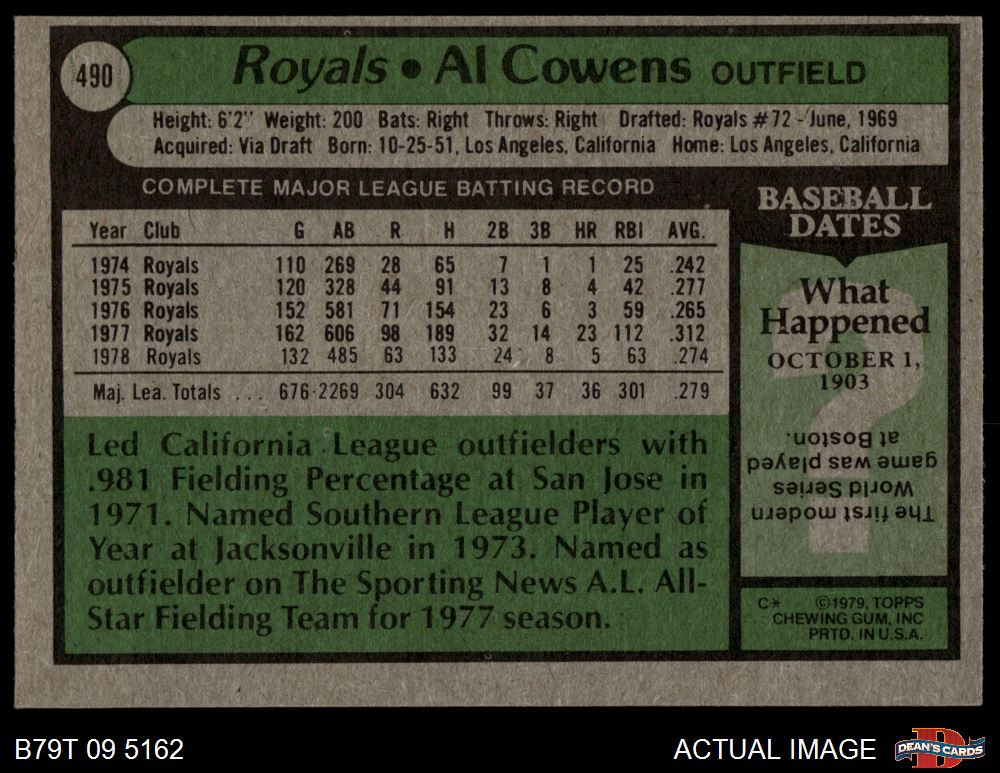 490
Royals • Al Cowens OUTFIELD
Height: 6'2" Weight: 200 Bats: Right Throws: Right Drafted: Royals #72 - June, 1969
Acquired: Via Draft Born: 10-25-51, Los Angeles, California Home: Los Angeles, California
COMPLETE MAJOR LEAGUE BATTING RECORD
Year Club G AB R H 2B 3B HR RBI AVG.
1974 Royals 110 269 28 65 7 1 1 25 .242
1975 Royals 120 328 44 91 13 8 4 42 .277
1976 Royals 152 581 71 154 23 6 3 59 .265
1977 Royals 162 606 98 189 32 14 23 112 .312
1978 Royals 132 485 63 133 24 8 5 63 .274
Maj. Lea. Totals ... 676 2269 304 632 99 37 36 301 .279
Led California League outfielders with
.981 Fielding Percentage at San Jose in
1971. Named Southern League Player of
Year at Jacksonville in 1973. Named as
outfielder on The Sporting News A.L. All-
Star Fielding Team for 1977 season.
BASEBALL
DATES
What
Happened
OCTOBER 1,
1903
The first modern
World Series
game was played
at Boston.
C* ©1979, TOPPS
CHEWING GUM, INC
PRTD. IN U.S.A.
B79T 09 5162
ACTUAL IMAGE
D
DEAN'S CARDS